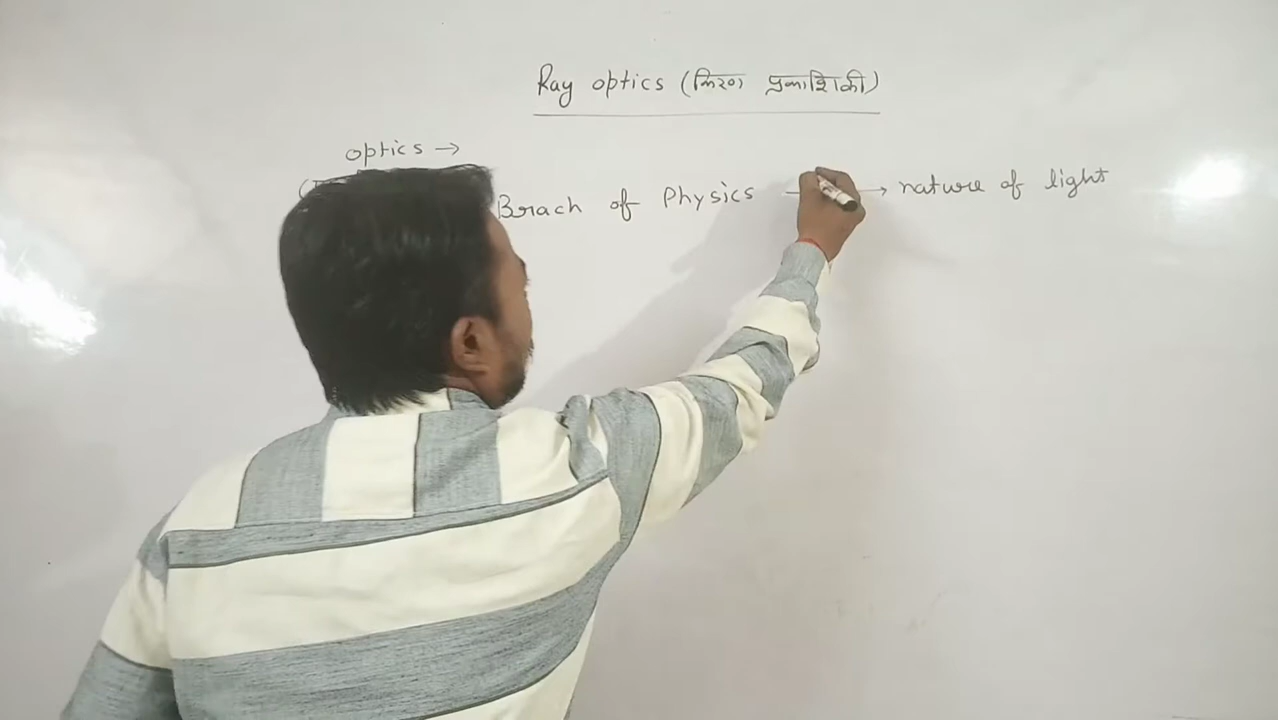 Ray optics (किरण प्रकाशिकी)
optics →
Brach of Physics → nature of light